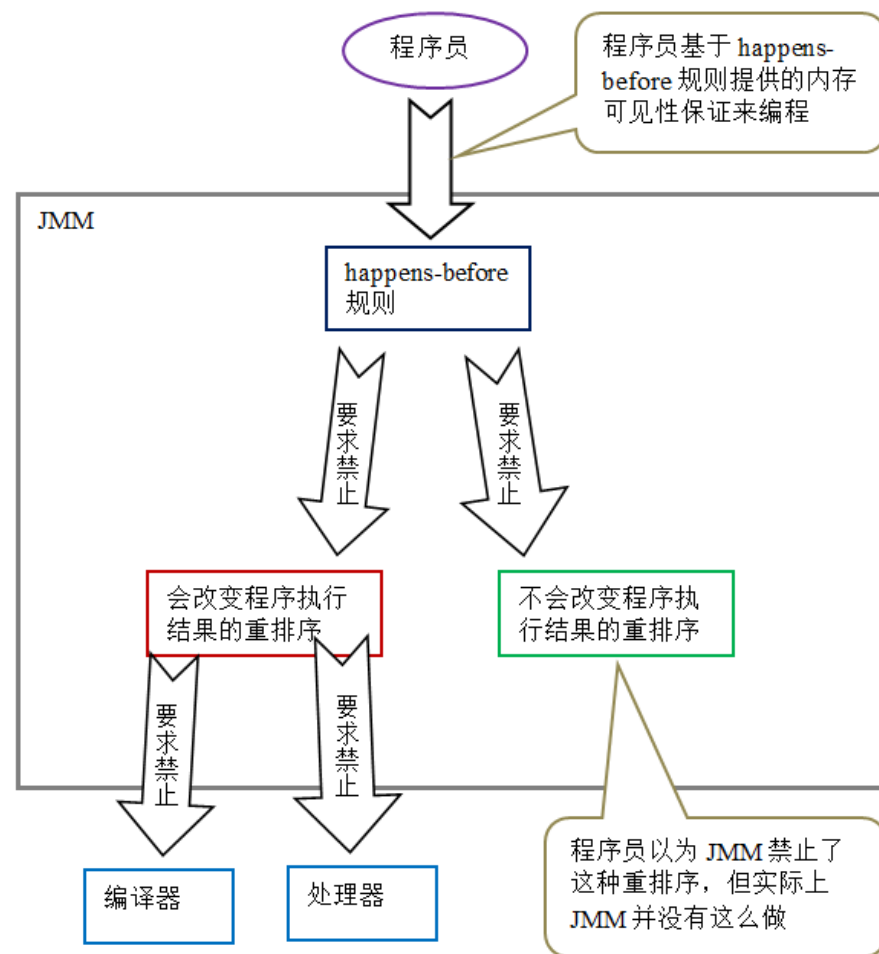 程序员
程序员基于 happens-
before 规则提供的内存
可见性保证来编程
JMM
happens-before
规则
要求禁止
要求禁止
会改变程序执行
结果的重排序
不会改变程序执
行结果的重排序
要求禁止
要求禁止
编译器
处理器
程序员以为 JMM 禁止了
这种重排序，但实际上
JMM 并没有这么做